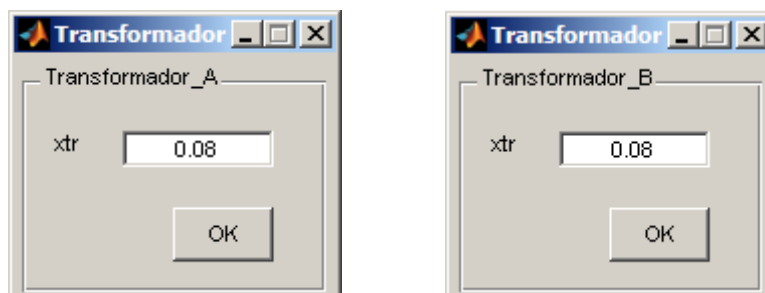 Transformador
Transformador_A
xtr 0.08
OK
Transformador
Transformador_B
xtr 0.08
OK